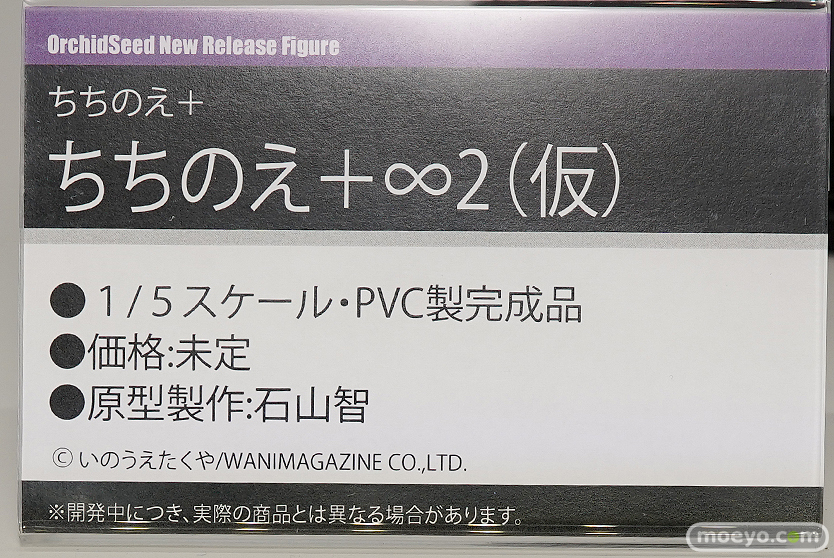 OrchidSeed New Release Figure
ちちのえ＋
ちちのえ＋∞2（仮）
●１/５スケール・PVC製完成品
●価格:未定
●原型製作:石山智
© いのうえたくや/WANIMAGAZINE CO.,LTD.
※開発中につき、実際の商品とは異なる場合があります。
moeyo.com